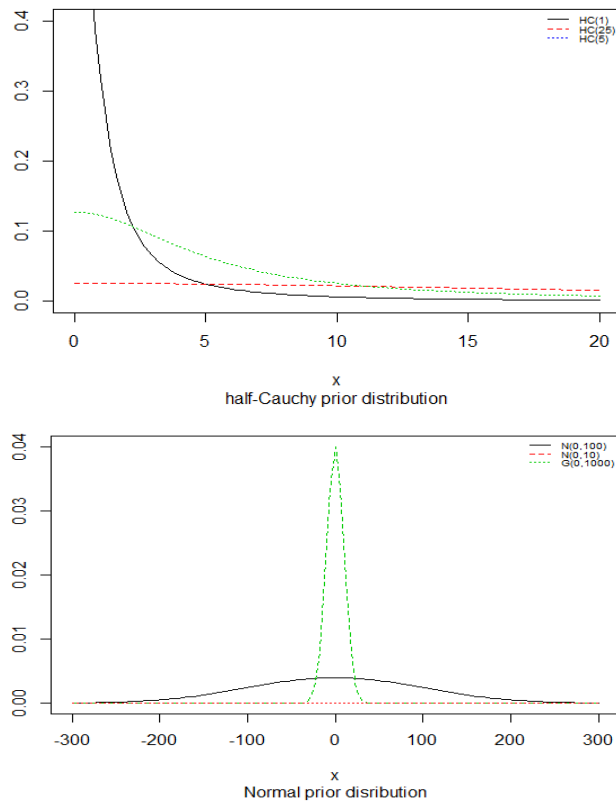 0.4
0.3
0.2
0.1
0.0
HC(1)
HC(25)
HC(5)
0 5 10 15 20
x
half-Cauchy prior distribution
0.04
0.03
0.02
0.01
0.00
N(0,100)
N(0,10)
G(0,1000)
-300 -200 -100 0 100 200 300
x
Normal prior disribution